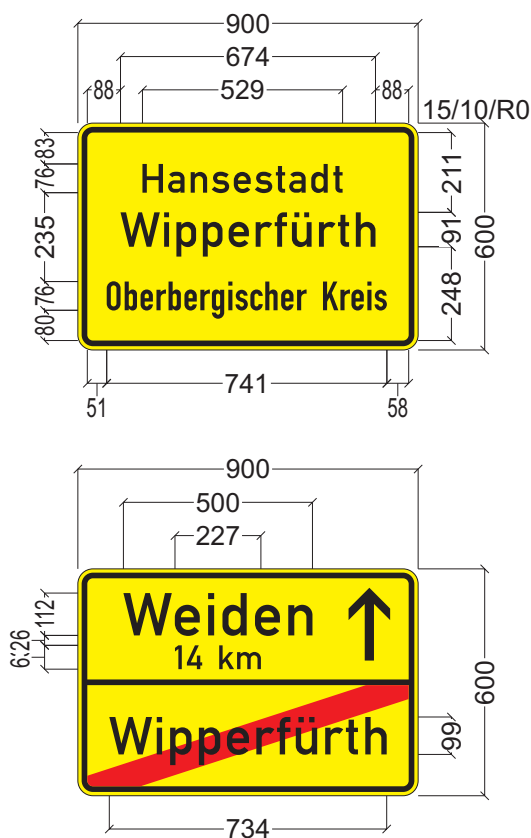 900
674
88 529 88
15/10/R0
83
76
235
76
80
Hansestadt
Wipperfürth
Oberbergischer Kreis
211
91
248
600
741
51 58
900
500
227
112
26
Weiden
14 km
Wipperfürth
600
99
734